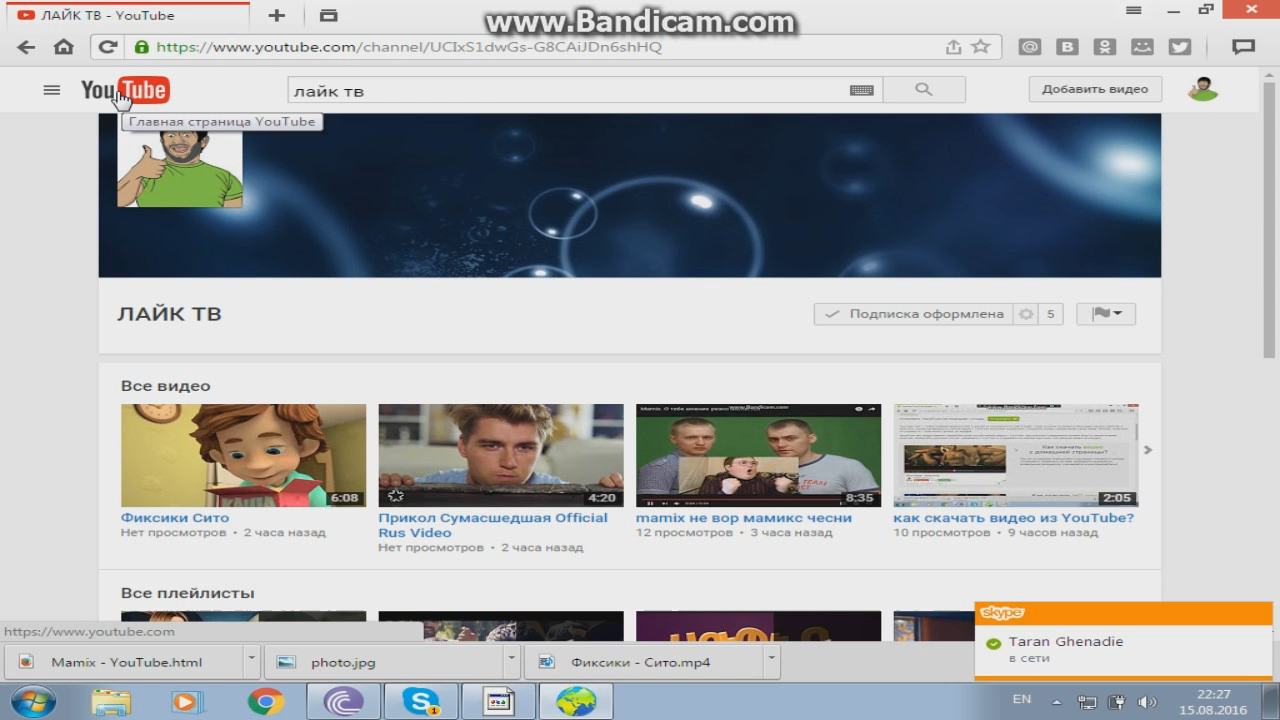 ЛАЙК ТВ - YouTube
www.Bandicam.com
https://www.youtube.com/channel/UCIxS1dwGs-G8CAiJDn6shHQ
YouTube
лайк тв
Добавить видео
Главная страница YouTube
ЛАЙК ТВ
Подписка оформлена
5
Все видео
6:08
4:20
8:35
2:05
Фиксики Сито
Нет просмотров • 2 часа назад
Прикол Сумасшедшая Official
Rus Video
Нет просмотров • 2 часа назад
mamix не вор мамикс чесни
12 просмотров • 3 часа назад
как скачать видео из YouTube?
10 просмотров • 9 часов назад
Все плейлисты
https://www.youtube.com
skype
Taran Ghenadie
в сети
Mamix - YouTube.html
photo.jpg
Фиксики - Сито.mp4
EN
22:27
15.08.2016